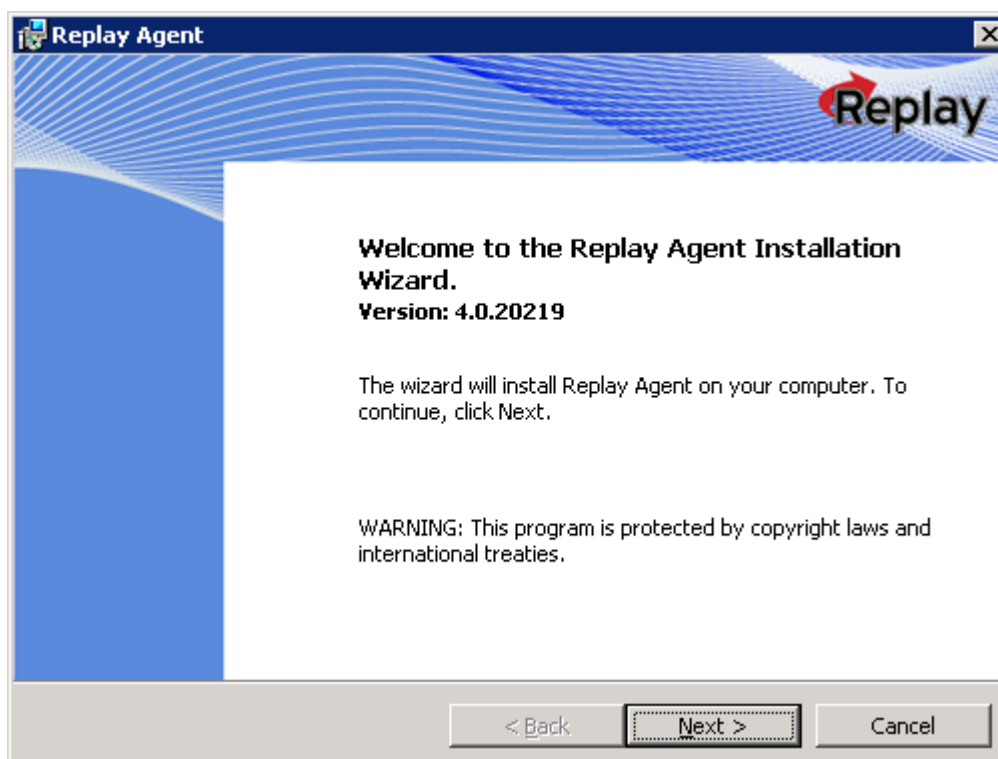 Replay Agent
Replay
Welcome to the Replay Agent Installation
Wizard.
Version: 4.0.20219
The wizard will install Replay Agent on your computer. To
continue, click Next.
WARNING: This program is protected by copyright laws and
international treaties.
< Back Next > Cancel